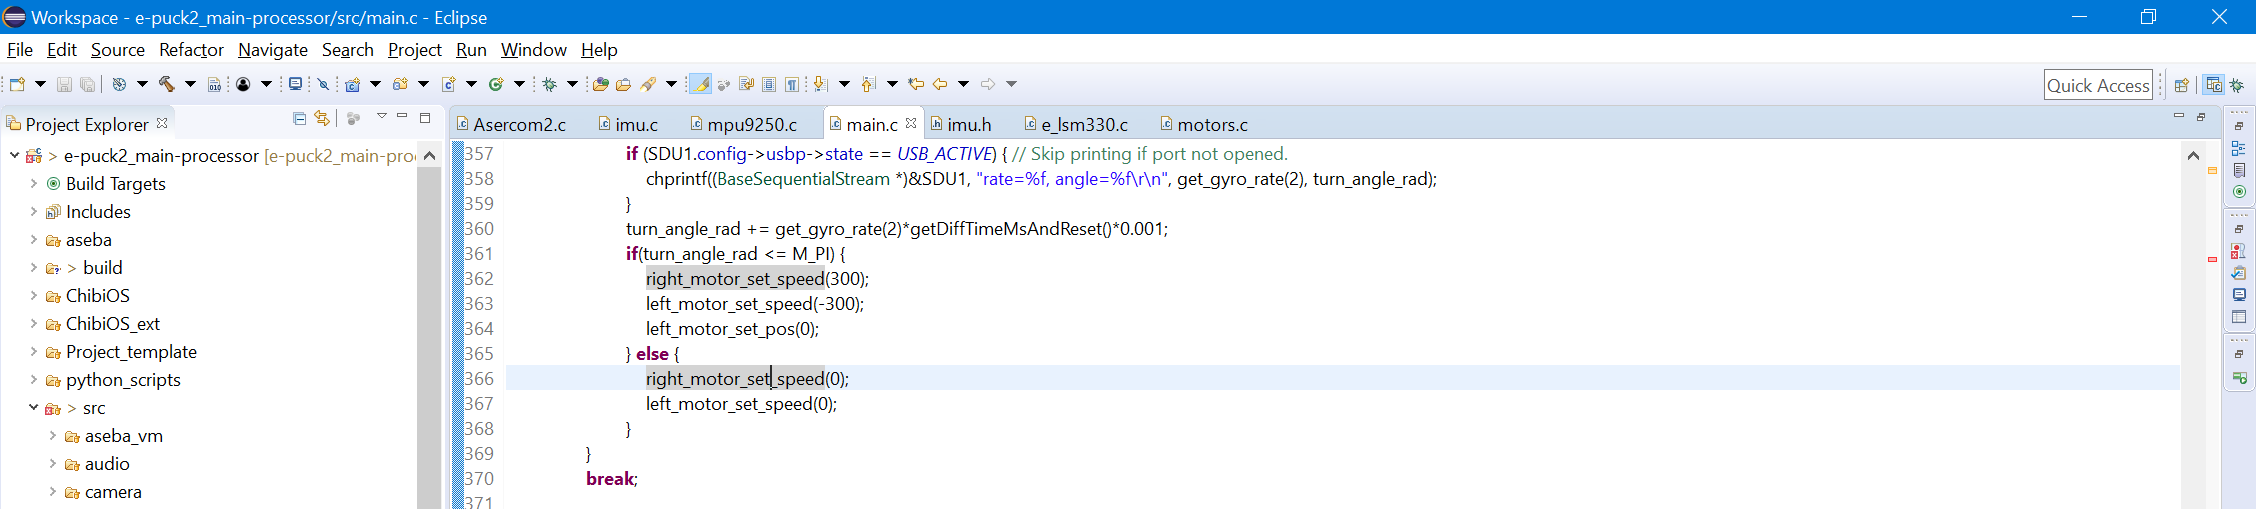 Workspace - e-puck2_main-processor/src/main.c - Eclipse
File Edit Source Refactor Navigate Search Project Run Window Help
Quick Access
Project Explorer
Asercom2.c imu.c mpu9250.c main.c imu.h e_lsm330.c motors.c
> e-puck2_main-processor [e-puck2_main-pro
Build Targets
Includes
aseba
> build
ChibiOS
ChibiOS_ext
Project_template
python_scripts
> src
aseba_vm
audio
camera
357 if (SDU1.config->usbp->state == USB_ACTIVE) { // Skip printing if port not opened.
358 chprintf((BaseSequentialStream *)&SDU1, "rate=%f, angle=%f\r\n", get_gyro_rate(2), turn_angle_rad);
359 }
360 turn_angle_rad += get_gyro_rate(2)*getDiffTimeMsAndReset()*0.001;
361 if(turn_angle_rad <= M_PI) {
362 right_motor_set_speed(300);
363 left_motor_set_speed(-300);
364 left_motor_set_pos(0);
365 } else {
366 right_motor_set_speed(0);
367 left_motor_set_speed(0);
368 }
369 }
370 break;
371